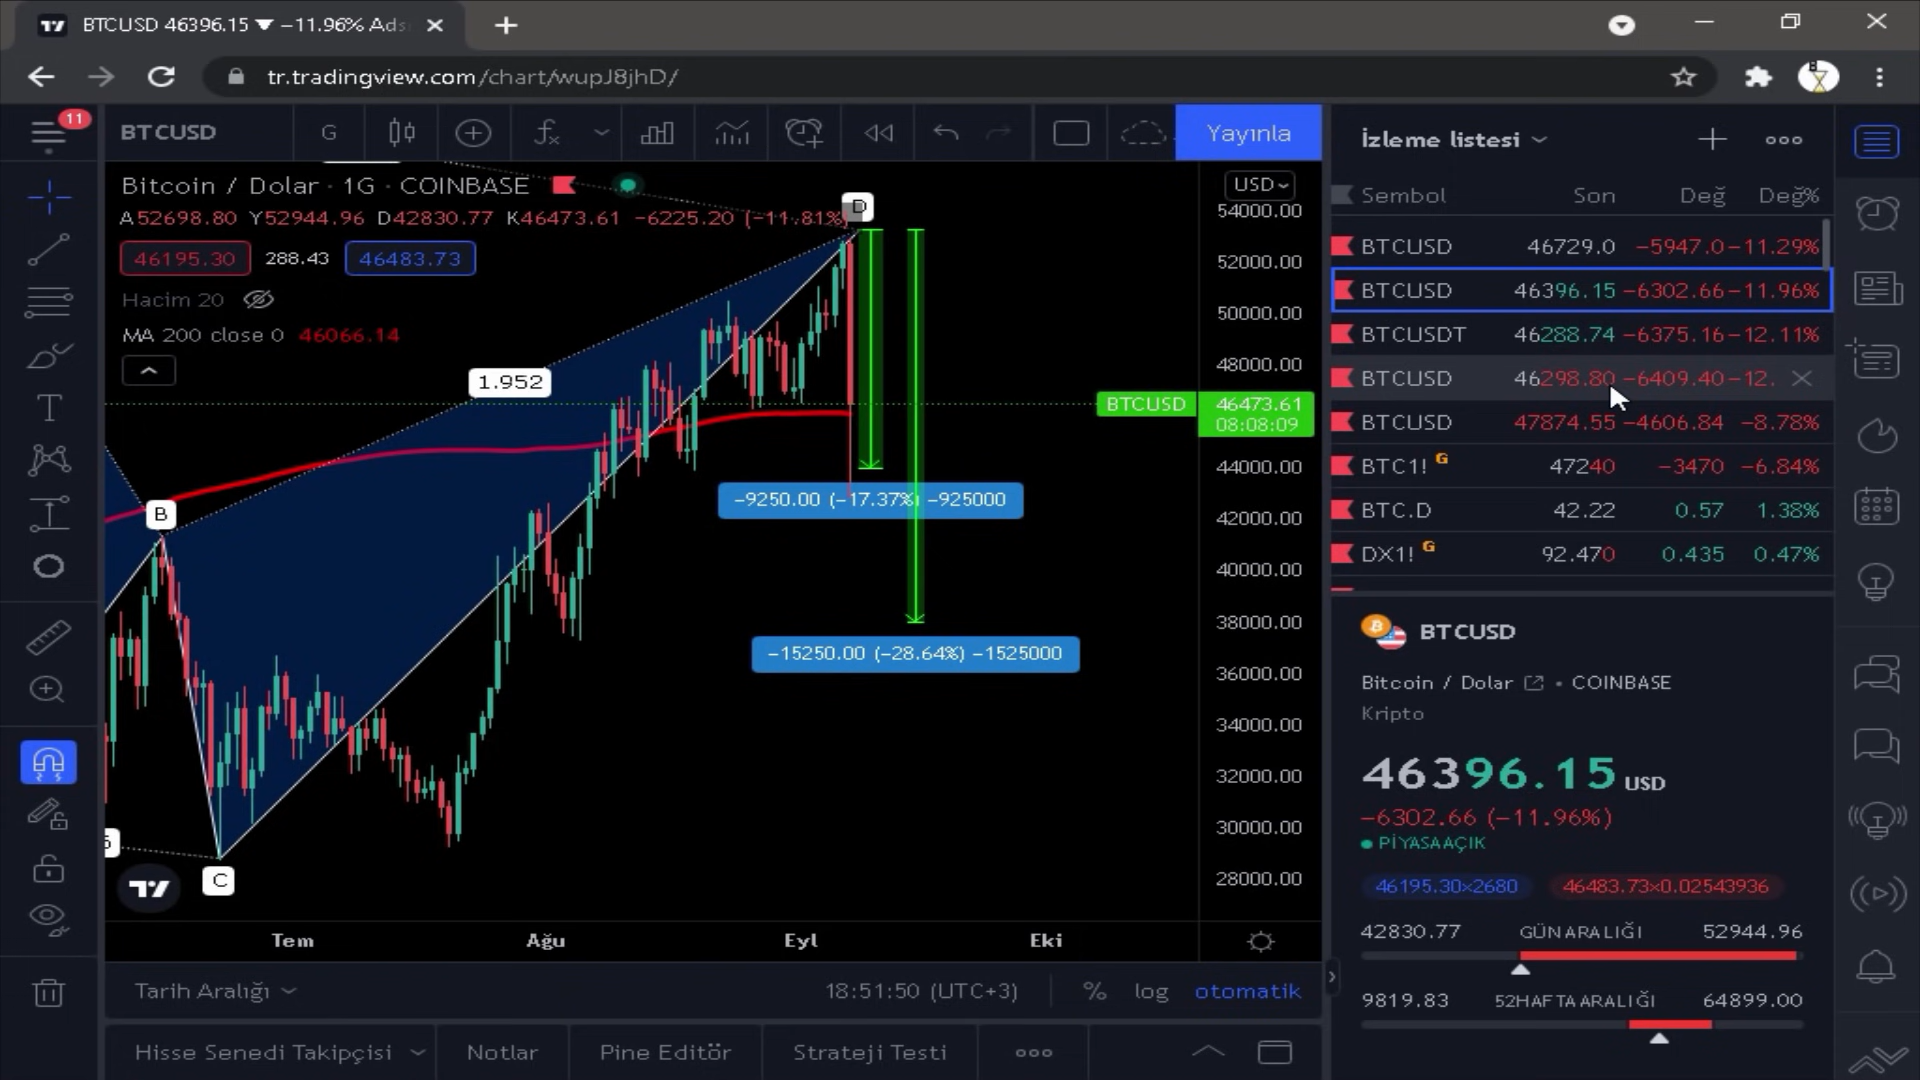 BTCUSD 46396.15 ▼ −11.96% Ads
tr.tradingview.com/chart/wupJ8jhD/
11
BTCUSD
G
Yayınla
Bitcoin / Dolar · 1G · COINBASE
A52698.80 Y52944.96 D42830.77 K46473.61 −6225.20 (−11.81%)
46195.30 288.43 46483.73
Hacim 20
MA 200 close 0 46066.14
D
1.952
B
C
−9250.00 (−17.37%) −925000
−15250.00 (−28.64%) −1525000
USD
54000.00
52000.00
50000.00
48000.00
BTCUSD 46473.61
08:08:09
44000.00
42000.00
40000.00
38000.00
36000.00
34000.00
32000.00
30000.00
28000.00
Tem Ağu Eyl Eki
Tarih Aralığı
18:51:50 (UTC+3) % log otomatik
Hisse Senedi Takipçisi Notlar Pine Editör Strateji Testi
İzleme listesi
Sembol Son Değ Değ%
BTCUSD 46729.0 −5947.0 −11.29%
BTCUSD 46396.15 −6302.66 −11.96%
BTCUSDT 46288.74 −6375.16 −12.11%
BTCUSD 46298.80 −6409.40 −12.
BTCUSD 47874.55 −4606.84 −8.78%
BTC1! G 47240 −3470 −6.84%
BTC.D 42.22 0.57 1.38%
DX1! G 92.470 0.435 0.47%
BTCUSD
Bitcoin / Dolar • COINBASE
Kripto
46396.15 USD
−6302.66 (−11.96%)
PİYASA AÇIK
46195.30×2680 46483.73×0.02543936
42830.77 GÜN ARALIĞI 52944.96
9819.83 52HAFTA ARALIĞI 64899.00